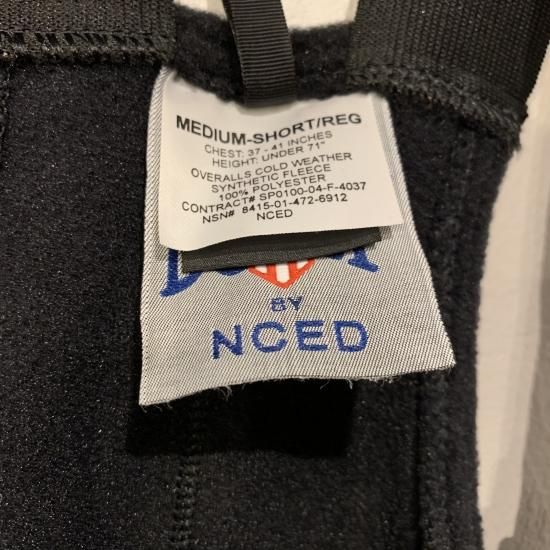 MEDIUM-SHORT/REG
CHEST: 37 - 41 INCHES
HEIGHT: UNDER 71"
OVERALLS COLD WEATHER
SYNTHETIC FLEECE
100% POLYESTER
CONTRACT# SP0100-04-F-4037
NSN# 8415-01-472-6912
NCED
BY
NCED